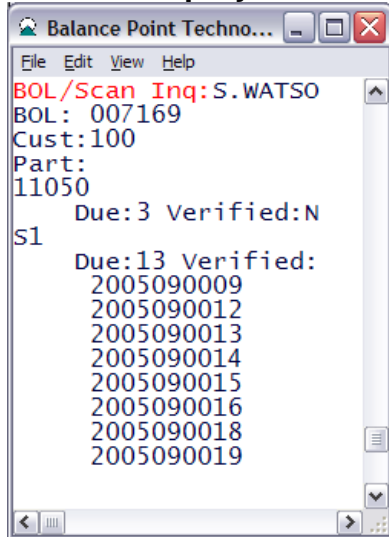 Balance Point Techno...
File Edit View Help
BOL/Scan Inq:S.WATSO
BOL: 007169
Cust:100
Part:
11050
Due:3 Verified:N
S1
Due:13 Verified:
2005090009
2005090012
2005090013
2005090014
2005090015
2005090016
2005090018
2005090019